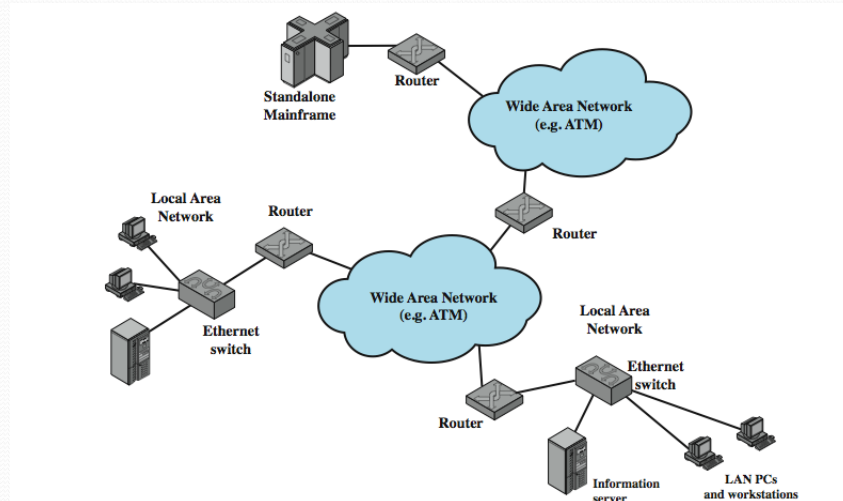 Router
Standalone
Mainframe
Wide Area Network
(e.g. ATM)
Local Area
Network
Router
Router
Wide Area Network
(e.g. ATM)
Local Area
Network
Ethernet
switch
Ethernet
switch
Router
Information
server
LAN PCs
and workstations